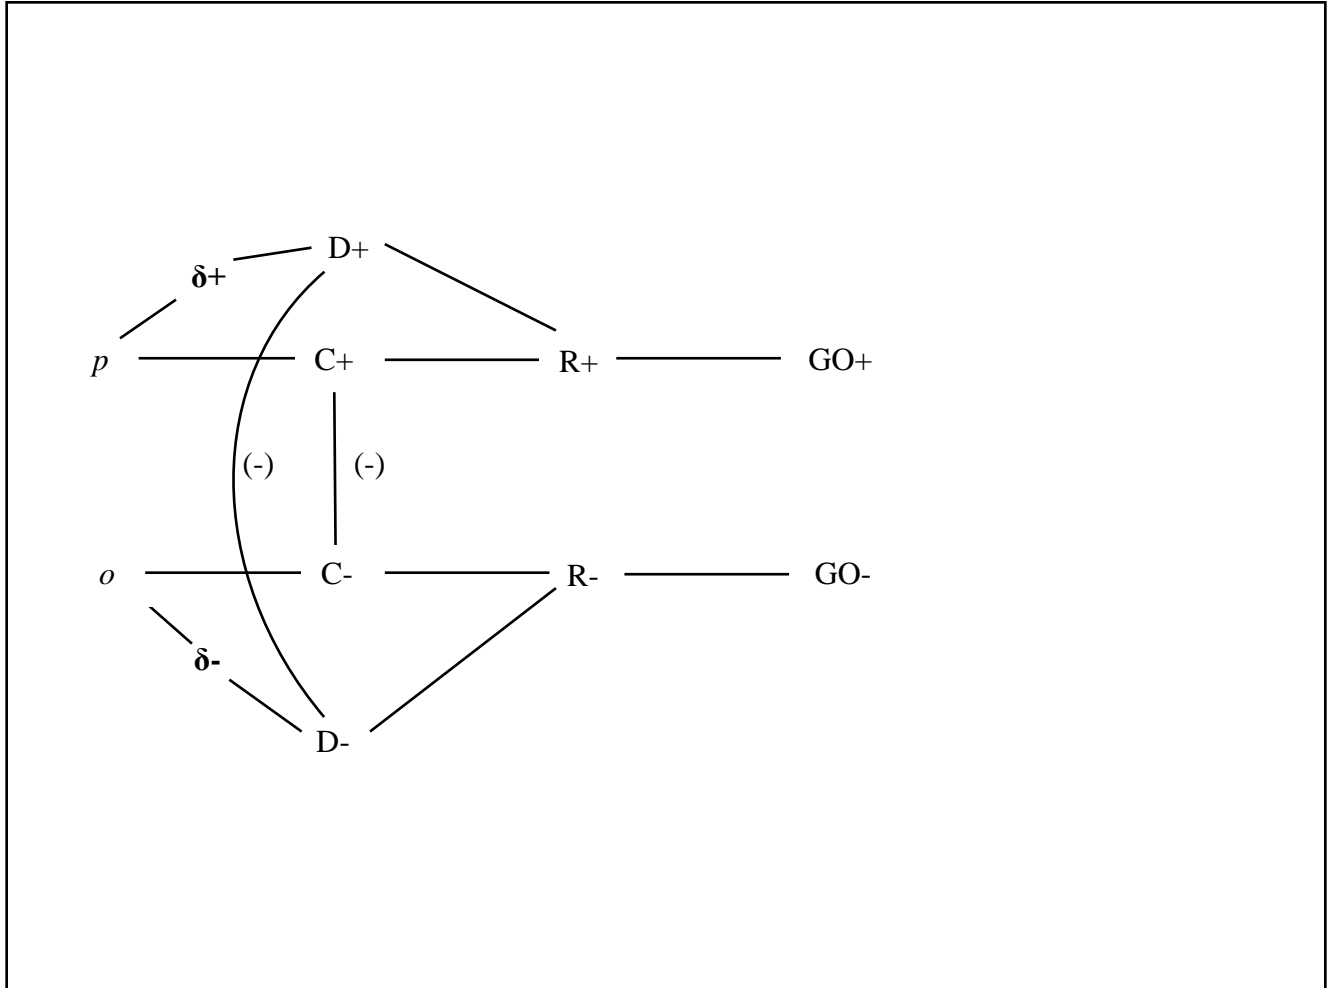 D+
δ+
p C+ R+ GO+
(-) (-)
o C- R- GO-
δ-
D-